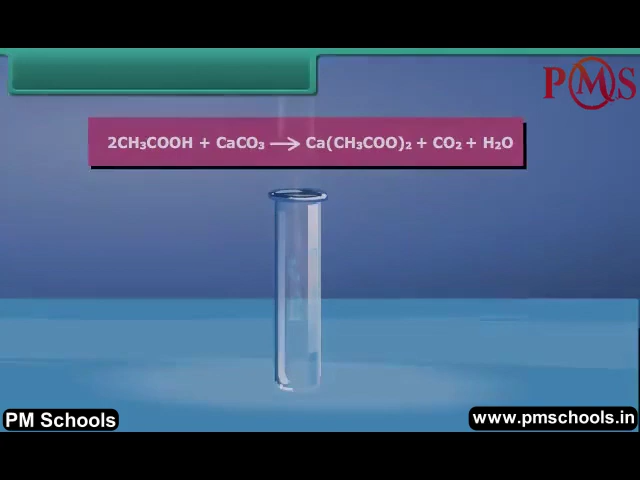 PMS
2CH₃COOH + CaCO₃ → Ca(CH₃COO)₂ + CO₂ + H₂O
PM Schools
www.pmschools.in